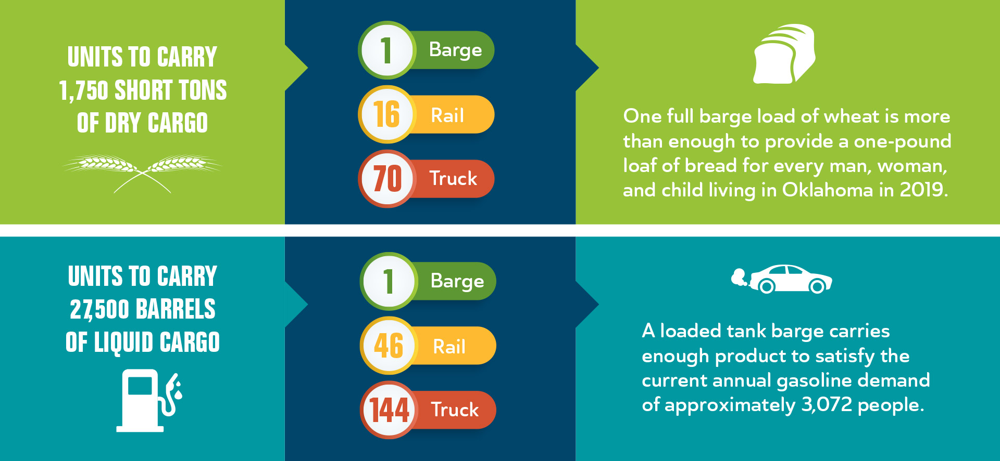 UNITS TO CARRY
1,750 SHORT TONS
OF DRY CARGO
1 Barge
16 Rail
70 Truck
One full barge load of wheat is more
than enough to provide a one-pound
loaf of bread for every man, woman,
and child living in Oklahoma in 2019.
UNITS TO CARRY
27,500 BARRELS
OF LIQUID CARGO
1 Barge
46 Rail
144 Truck
A loaded tank barge carries
enough product to satisfy the
current annual gasoline demand
of approximately 3,072 people.